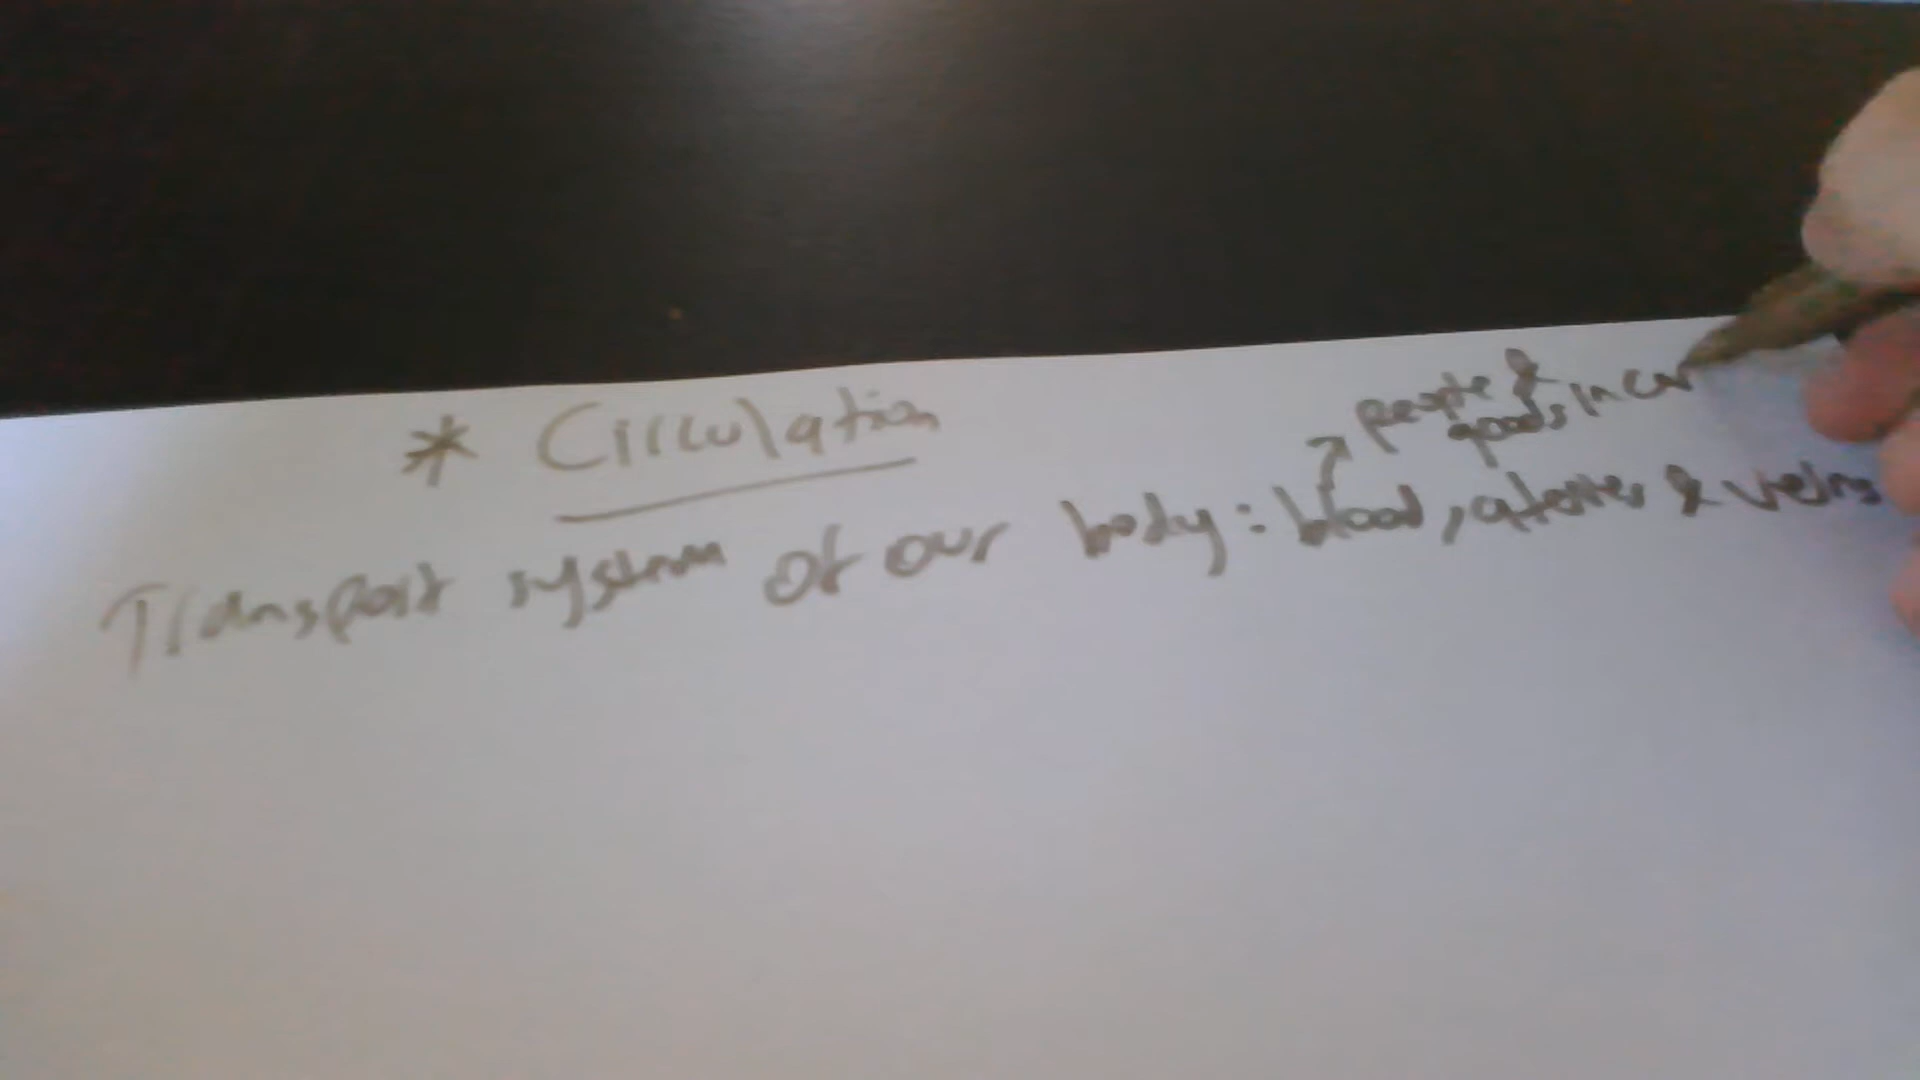 * Circulation
people &
goods in car
Transport system of our body: blood, arteries & veins